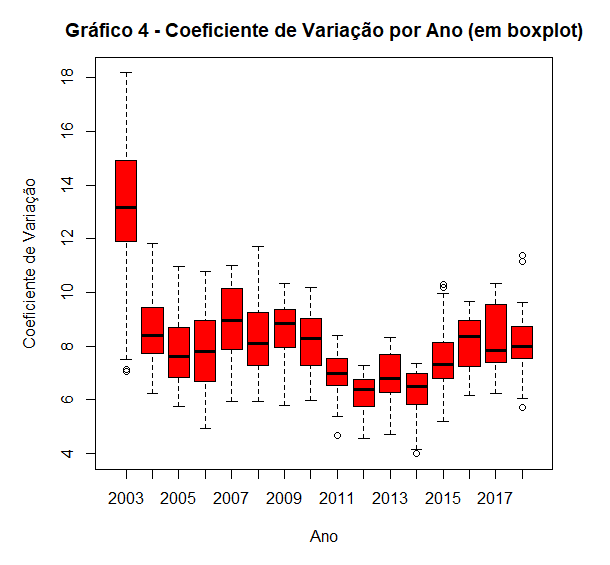 Gráfico 4 - Coeficiente de Variação por Ano (em boxplot)
18
16
14
12
10
8
6
4
Coeficiente de Variação
2003 2005 2007 2009 2011 2013 2015 2017
Ano